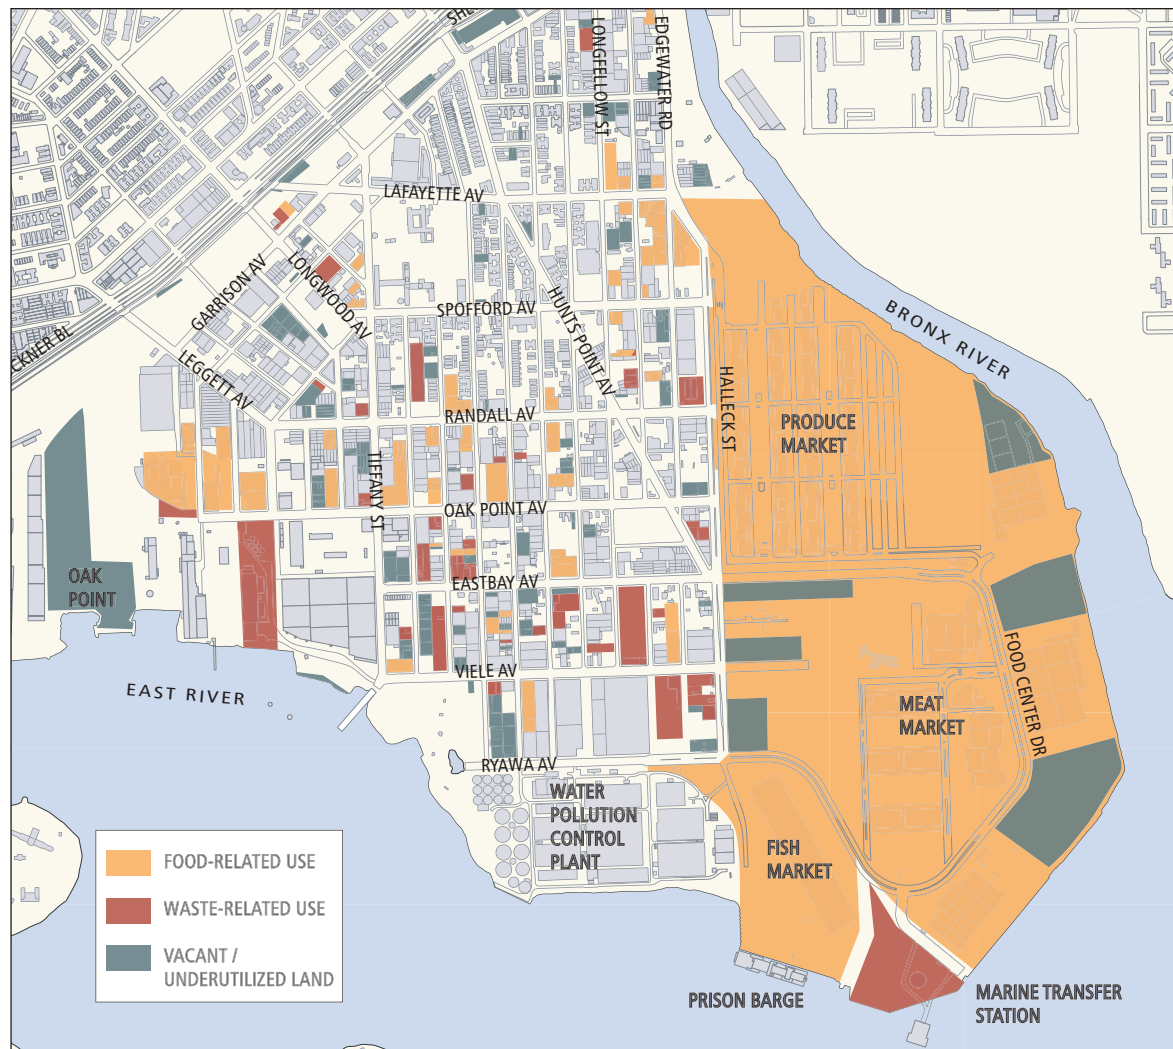 SHE
LONGFELLOW ST
EDGEWATER RD
LAFAYETTE AV
GARRISON AV
LONGWOOD AV
SPOFFORD AV
HUNTS POINT AV
BRONX RIVER
CKNER BL
LEGGETT AV
RANDALL AV
HALLECK ST
PRODUCE
MARKET
TIFFANY ST
OAK POINT AV
OAK
POINT
EASTBAY AV
FOOD CENTER DR
EAST RIVER
VIELE AV
MEAT
MARKET
RYAWA AV
WATER
POLLUTION
CONTROL
PLANT
FISH
MARKET
FOOD-RELATED USE
WASTE-RELATED USE
VACANT /
UNDERUTILIZED LAND
PRISON BARGE
MARINE TRANSFER
STATION